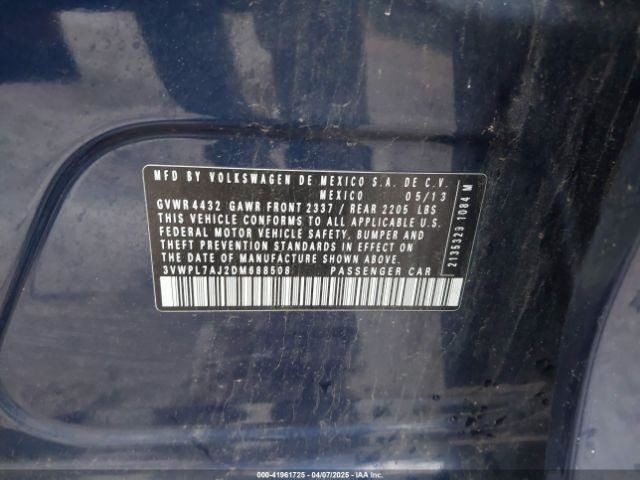 MFD BY VOLKSWAGEN DE MEXICO S.A. DE C.V.
MEXICO 05/13
GVWR 4432 GAWR FRONT 2337 / REAR 2205 LBS
THIS VEHICLE CONFORMS TO ALL APPLICABLE U.S.
FEDERAL MOTOR VEHICLE SAFETY, BUMPER AND
THEFT PREVENTION STANDARDS IN EFFECT ON
THE DATE OF MANUFACTURE SHOWN ABOVE.
3VWPL7AJ2DM688508 PASSENGER CAR
2135329 1084 M
000-41961725 - 04/07/2025 - IAAI.COM